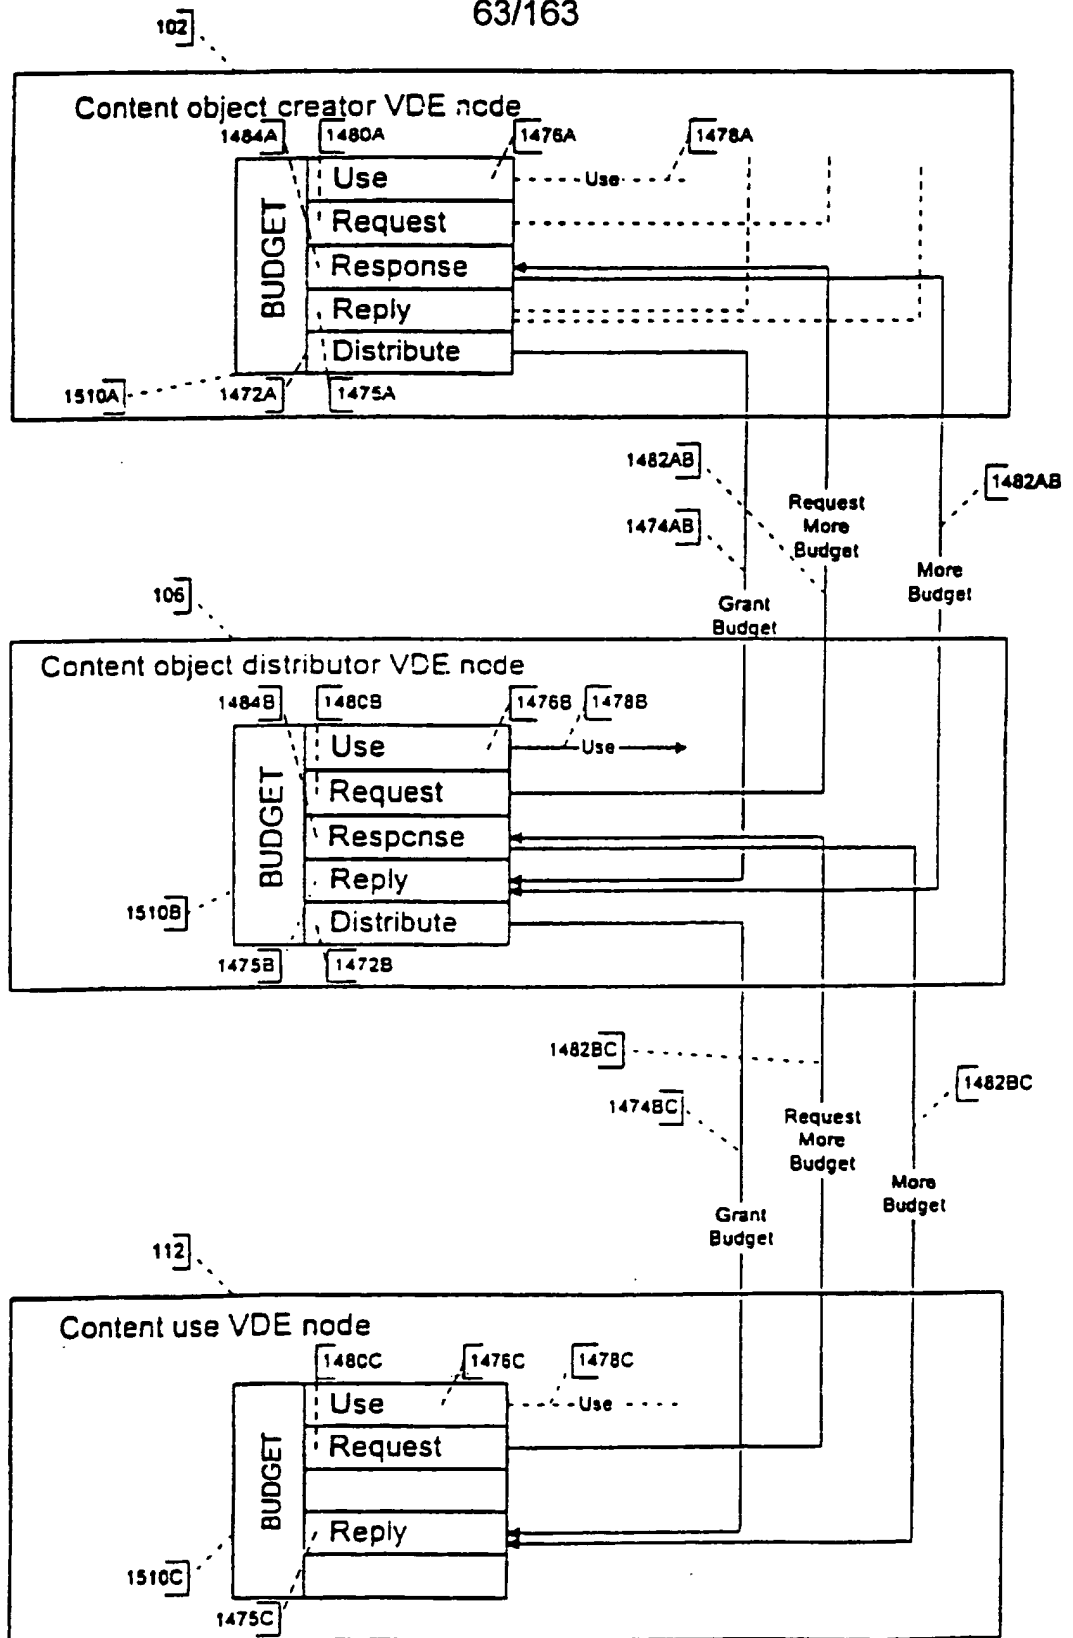 63/163
102
Content object creator VDE node
1484A
1480A
1476A
1478A
BUDGET
Use
Use
Request
Response
Reply
Distribute
1510A
1472A
1475A
1482AB
1482AB
1474AB
Request
More
Budget
More
Budget
Grant
Budget
106
Content object distributor VDE node
1484B
1480B
1476B
1478B
BUDGET
Use
Use
Request
Response
Reply
Distribute
1510B
1475B
1472B
1482BC
1482BC
1474BC
Request
More
Budget
More
Budget
Grant
Budget
112
Content use VDE node
1480C
1476C
1478C
BUDGET
Use
Use
Request
Reply
1510C
1475C